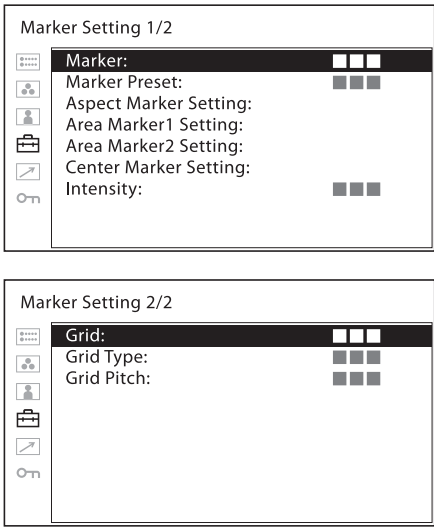 Marker Setting 1/2
Marker:
Marker Preset:
Aspect Marker Setting:
Area Marker1 Setting:
Area Marker2 Setting:
Center Marker Setting:
Intensity:
Marker Setting 2/2
Grid:
Grid Type:
Grid Pitch: